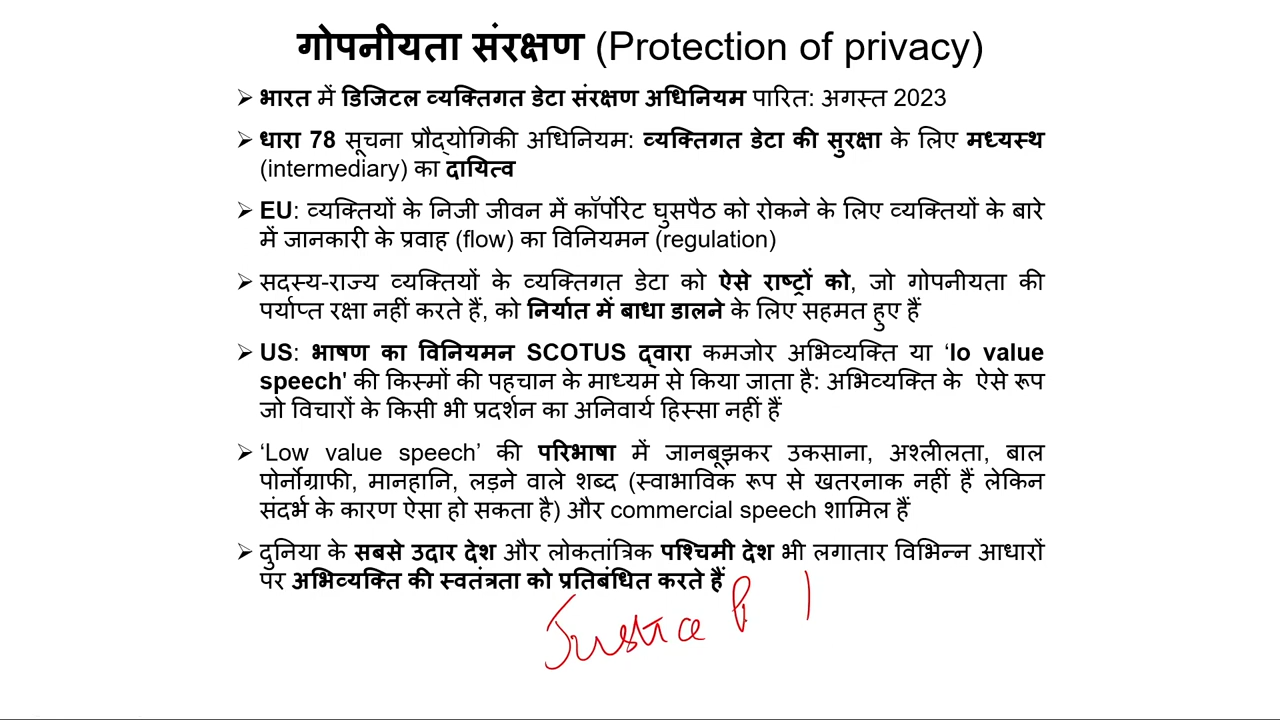 गोपनीयता संरक्षण (Protection of privacy)
➢ भारत में डिजिटल व्यक्तिगत डेटा संरक्षण अधिनियम पारित: अगस्त 2023
➢ धारा 78 सूचना प्रौद्योगिकी अधिनियम: व्यक्तिगत डेटा की सुरक्षा के लिए मध्यस्थ
(intermediary) का दायित्व
➢ EU: व्यक्तियों के निजी जीवन में कॉर्पोरेट घुसपैठ को रोकने के लिए व्यक्तियों के बारे
में जानकारी के प्रवाह (flow) का विनियमन (regulation)
➢ सदस्य-राज्य व्यक्तियों के व्यक्तिगत डेटा को ऐसे राष्ट्रों को, जो गोपनीयता की
पर्याप्त रक्षा नहीं करते हैं, को निर्यात में बाधा डालने के लिए सहमत हुए हैं
➢ US: भाषण का विनियमन SCOTUS द्वारा कमजोर अभिव्यक्ति या ‘lo value
speech' की किस्मों की पहचान के माध्यम से किया जाता है: अभिव्यक्ति के ऐसे रूप
जो विचारों के किसी भी प्रदर्शन का अनिवार्य हिस्सा नहीं हैं
➢ ‘Low value speech’ की परिभाषा में जानबूझकर उकसाना, अश्लीलता, बाल
पोर्नोग्राफी, मानहानि, लड़ने वाले शब्द (स्वाभाविक रूप से खतरनाक नहीं हैं लेकिन
संदर्भ के कारण ऐसा हो सकता है) और commercial speech शामिल हैं
➢ दुनिया के सबसे उदार देश और लोकतांत्रिक पश्चिमी देश भी लगातार विभिन्न आधारों
पर अभिव्यक्ति की स्वतंत्रता को प्रतिबंधित करते हैं
Justice